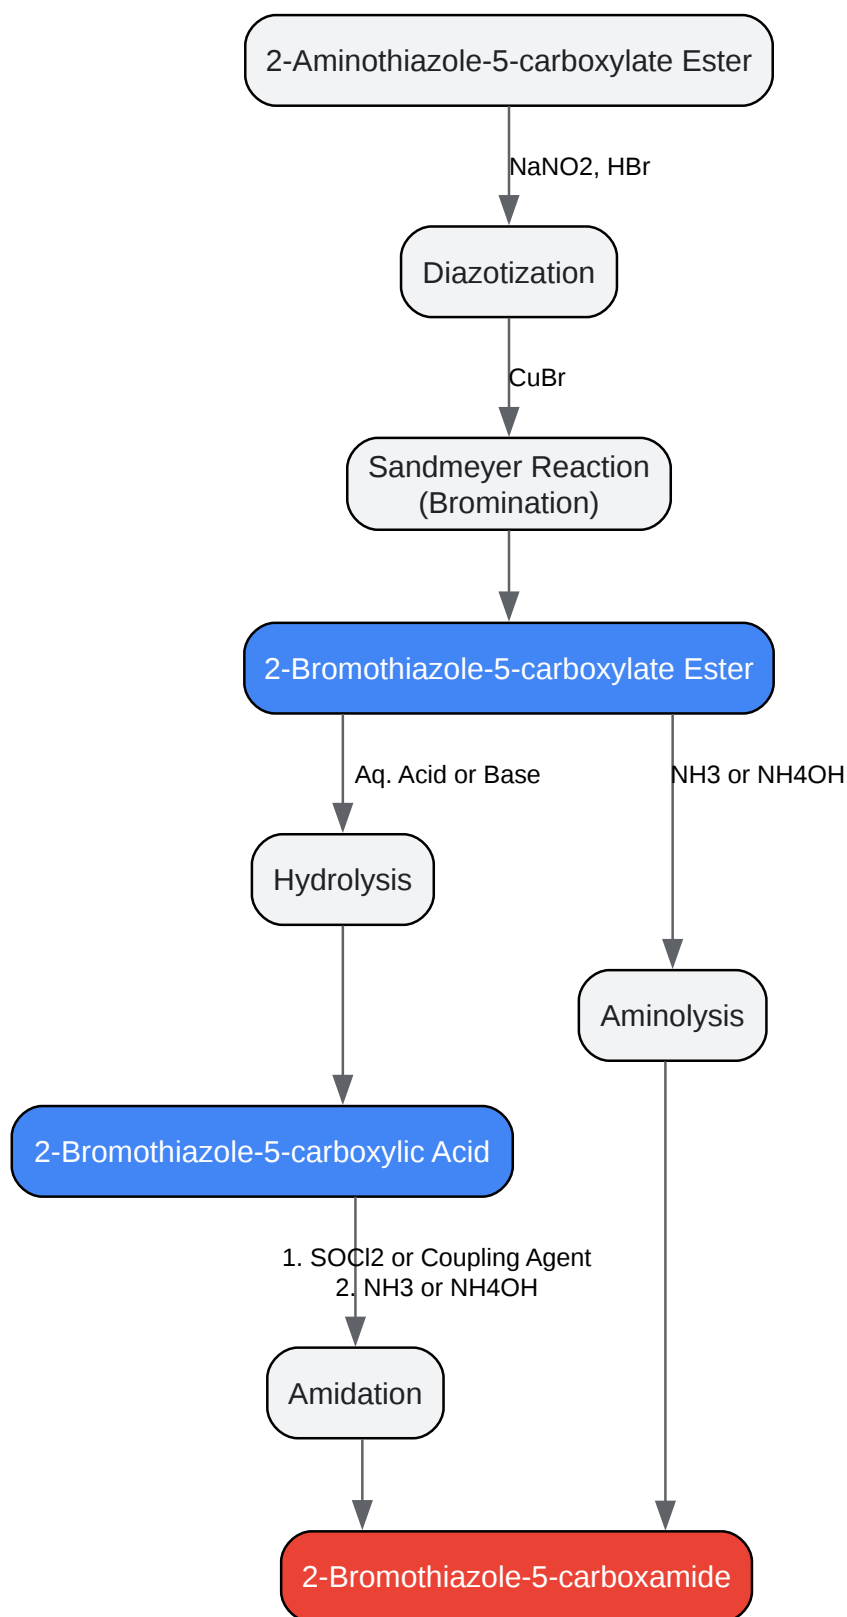 2-Aminothiazole-5-carboxylate Ester
NaNO2, HBr
Diazotization
CuBr
Sandmeyer Reaction
(Bromination)
2-Bromothiazole-5-carboxylate Ester
Aq. Acid or Base
NH3 or NH4OH
Hydrolysis
Aminolysis
2-Bromothiazole-5-carboxylic Acid
1. SOCl2 or Coupling Agent
2. NH3 or NH4OH
Amidation
2-Bromothiazole-5-carboxamide